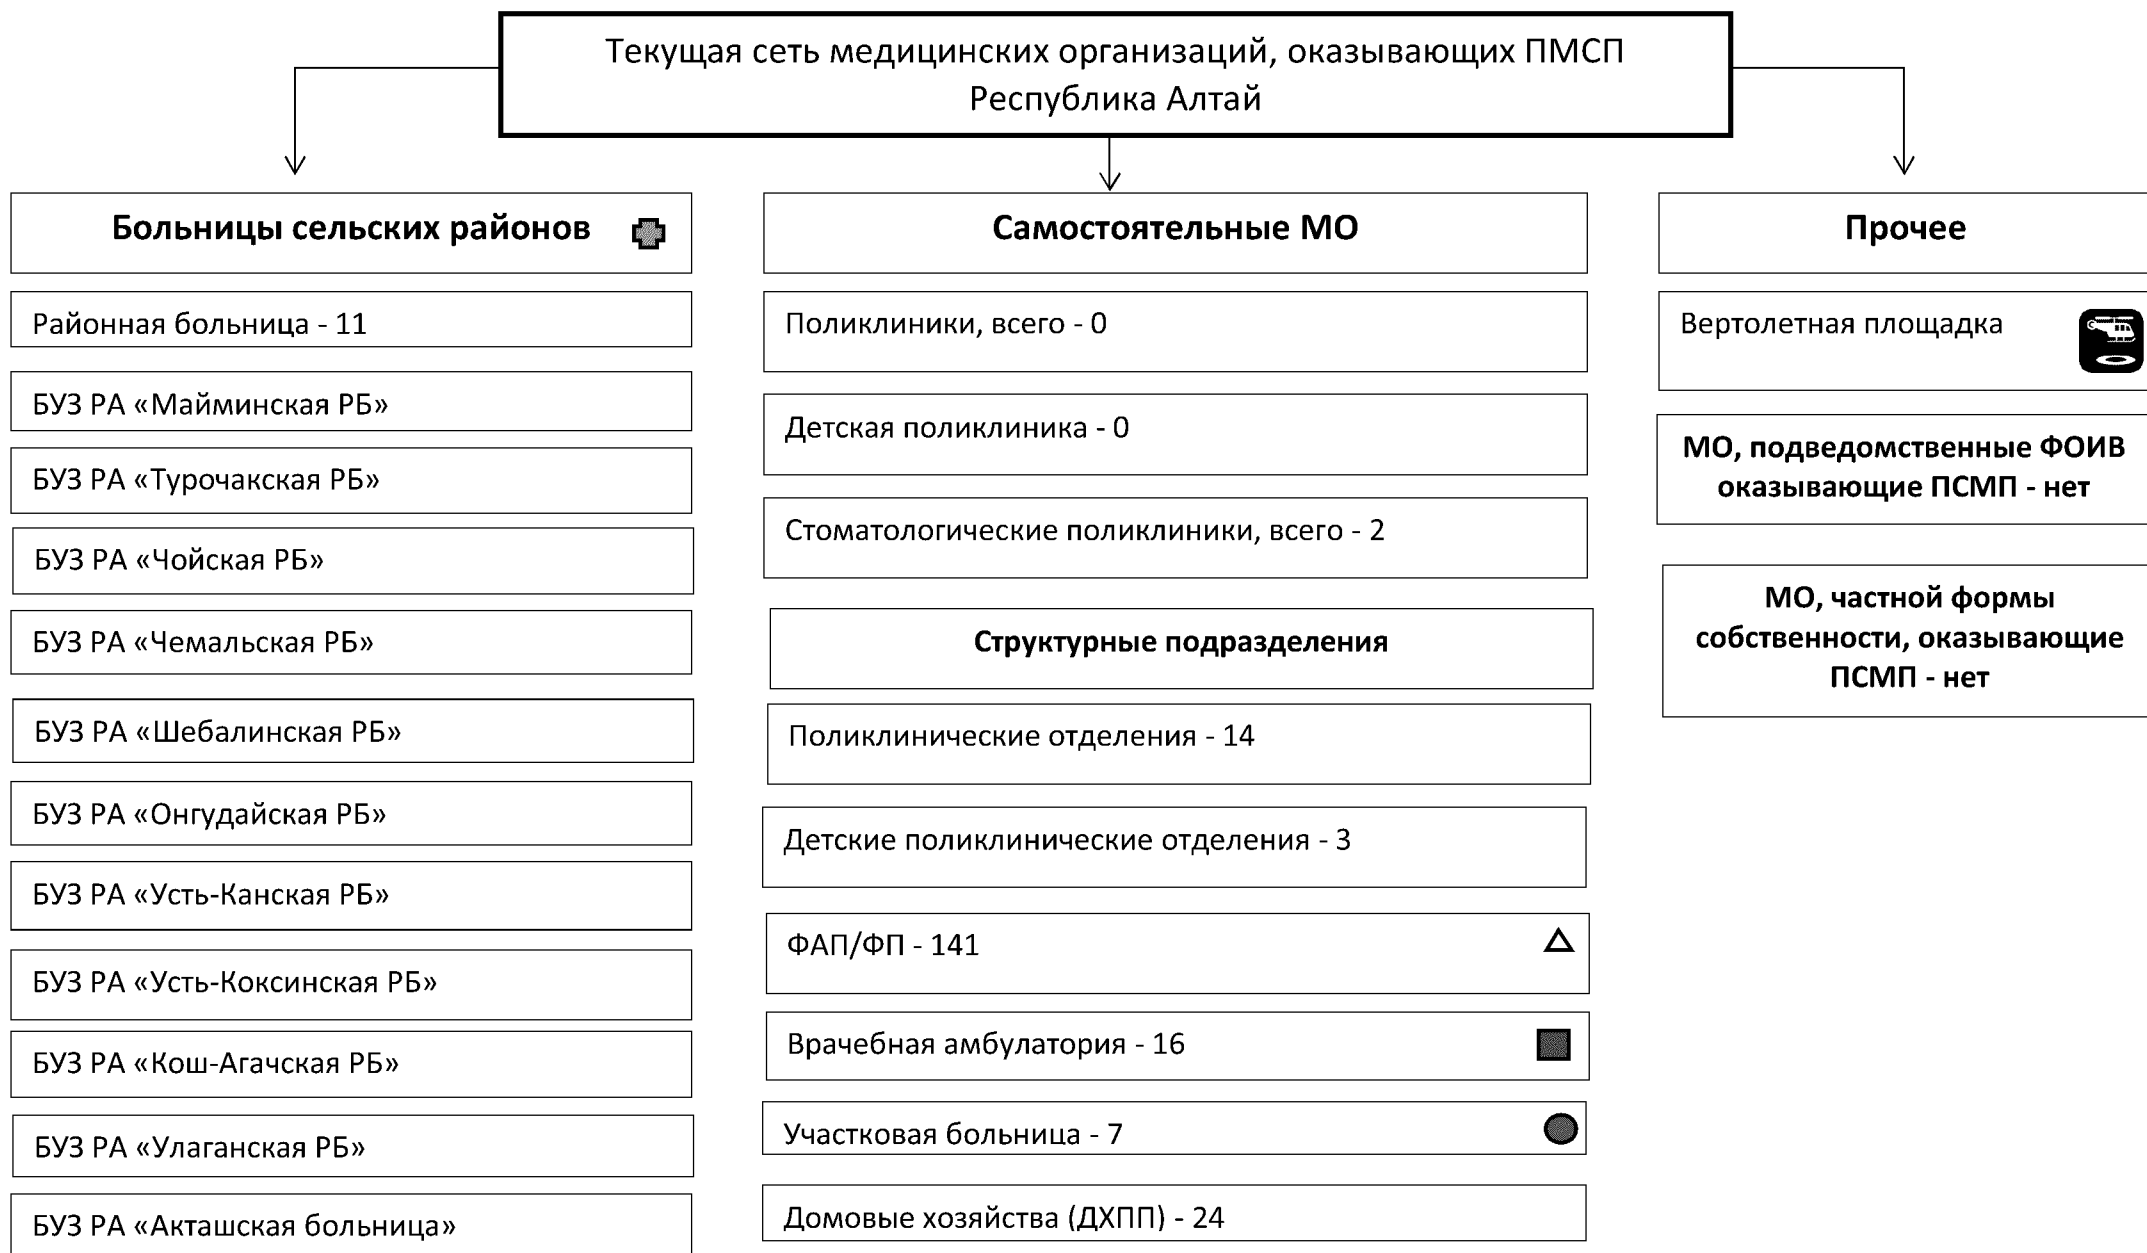 Текущая сеть медицинских организаций, оказывающих ПМСП
Республика Алтай
Больницы сельских районов
Районная больница - 11
БУЗ РА «Майминская РБ»
БУЗ РА «Турочакская РБ»
БУЗ РА «Чойская РБ»
БУЗ РА «Чемальская РБ»
БУЗ РА «Шебалинская РБ»
БУЗ РА «Онгудайская РБ»
БУЗ РА «Усть-Канская РБ»
БУЗ РА «Усть-Коксинская РБ»
БУЗ РА «Кош-Агачская РБ»
БУЗ РА «Улаганская РБ»
БУЗ РА «Акташская больница»
Самостоятельные МО
Поликлиники, всего - 0
Детская поликлиника - 0
Стоматологические поликлиники, всего - 2
Структурные подразделения
Поликлинические отделения - 14
Детские поликлинические отделения - 3
ФАП/ФП - 141
Врачебная амбулатория - 16
Участковая больница - 7
Домовые хозяйства (ДХПП) - 24
Прочее
Вертолетная площадка
МО, подведомственные ФОИВ
оказывающие ПСМП - нет
МО, частной формы
собственности, оказывающие
ПСМП - нет